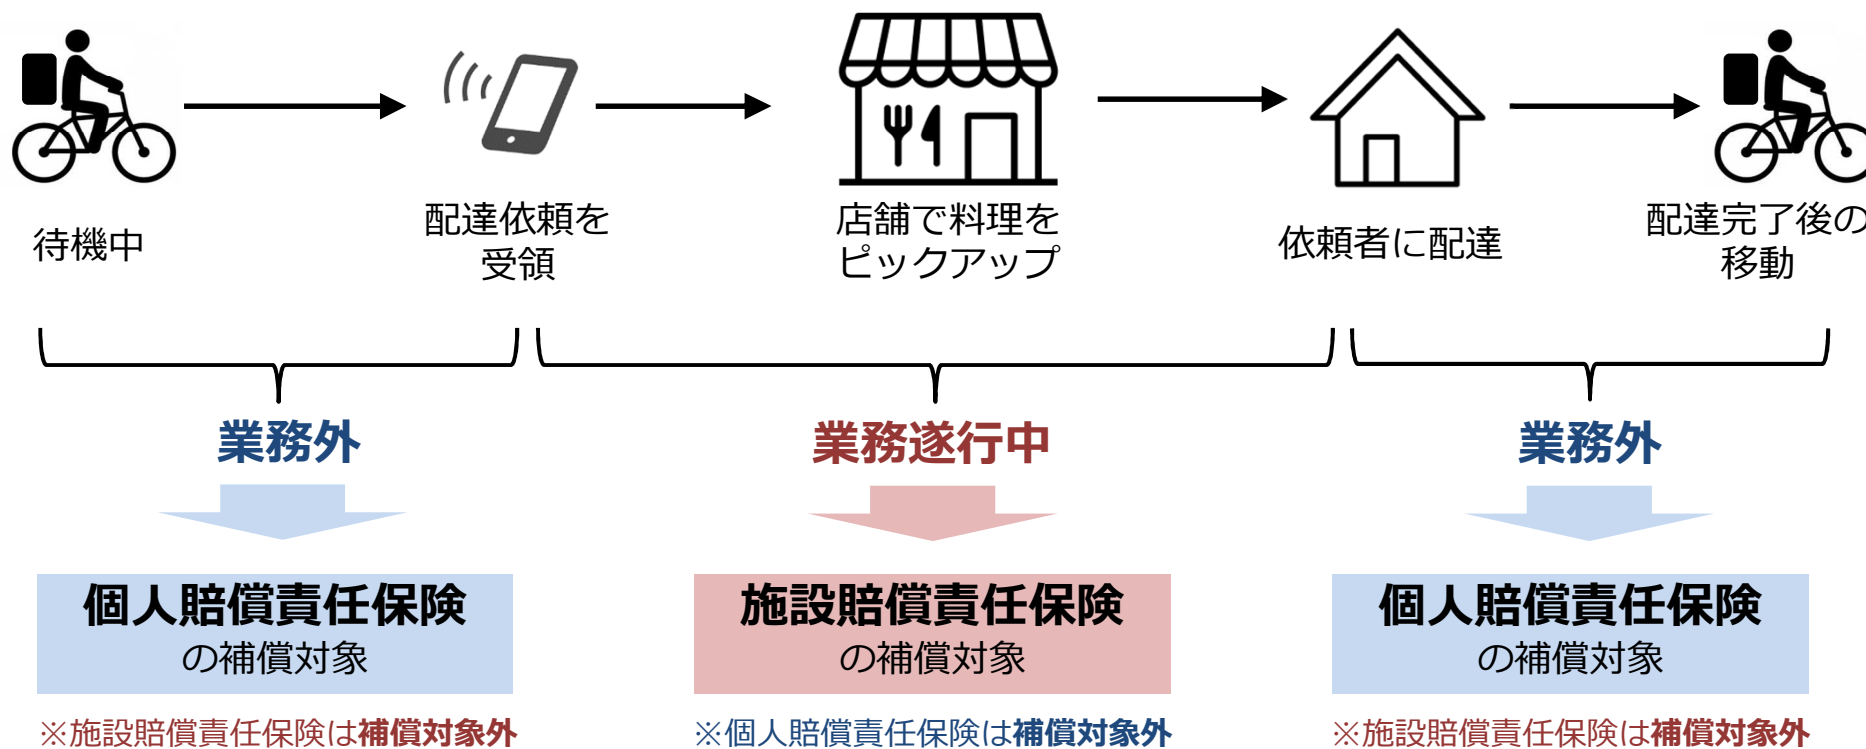 待機中
配達依頼を
受領
店舗で料理を
ピックアップ
依頼者に配達
配達完了後の
移動
業務外
業務遂行中
業務外
個人賠償責任保険
の補償対象
施設賠償責任保険
の補償対象
個人賠償責任保険
の補償対象
※施設賠償責任保険は補償対象外
※個人賠償責任保険は補償対象外
※施設賠償責任保険は補償対象外